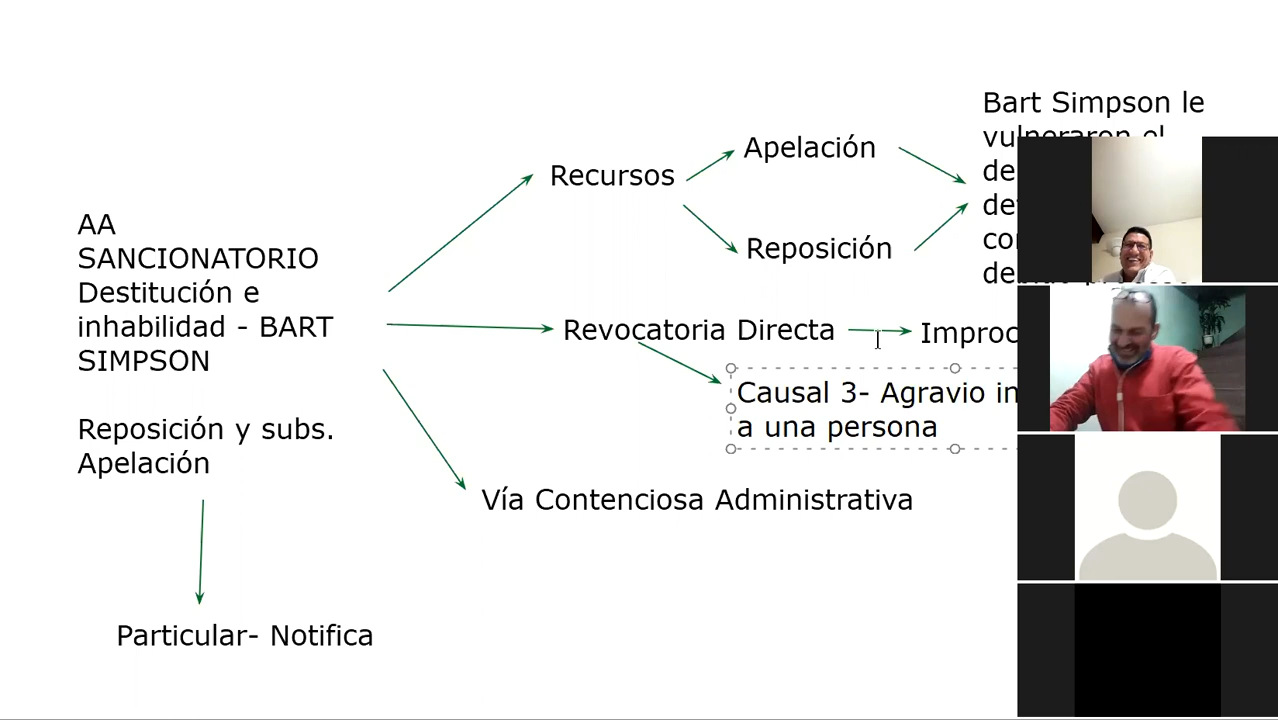 AA
SANCIONATORIO
Destitución e
inhabilidad - BART
SIMPSON
Reposición y subs.
Apelación
Particular- Notifica
Recursos
Apelación
Reposición
Bart Simpson le
Revocatoria Directa
Causal 3- Agravio
a una persona
Vía Contenciosa Administrativa